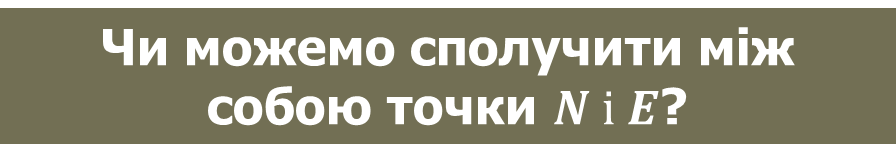 Чи можемо сполучити між
собою точки N і E?